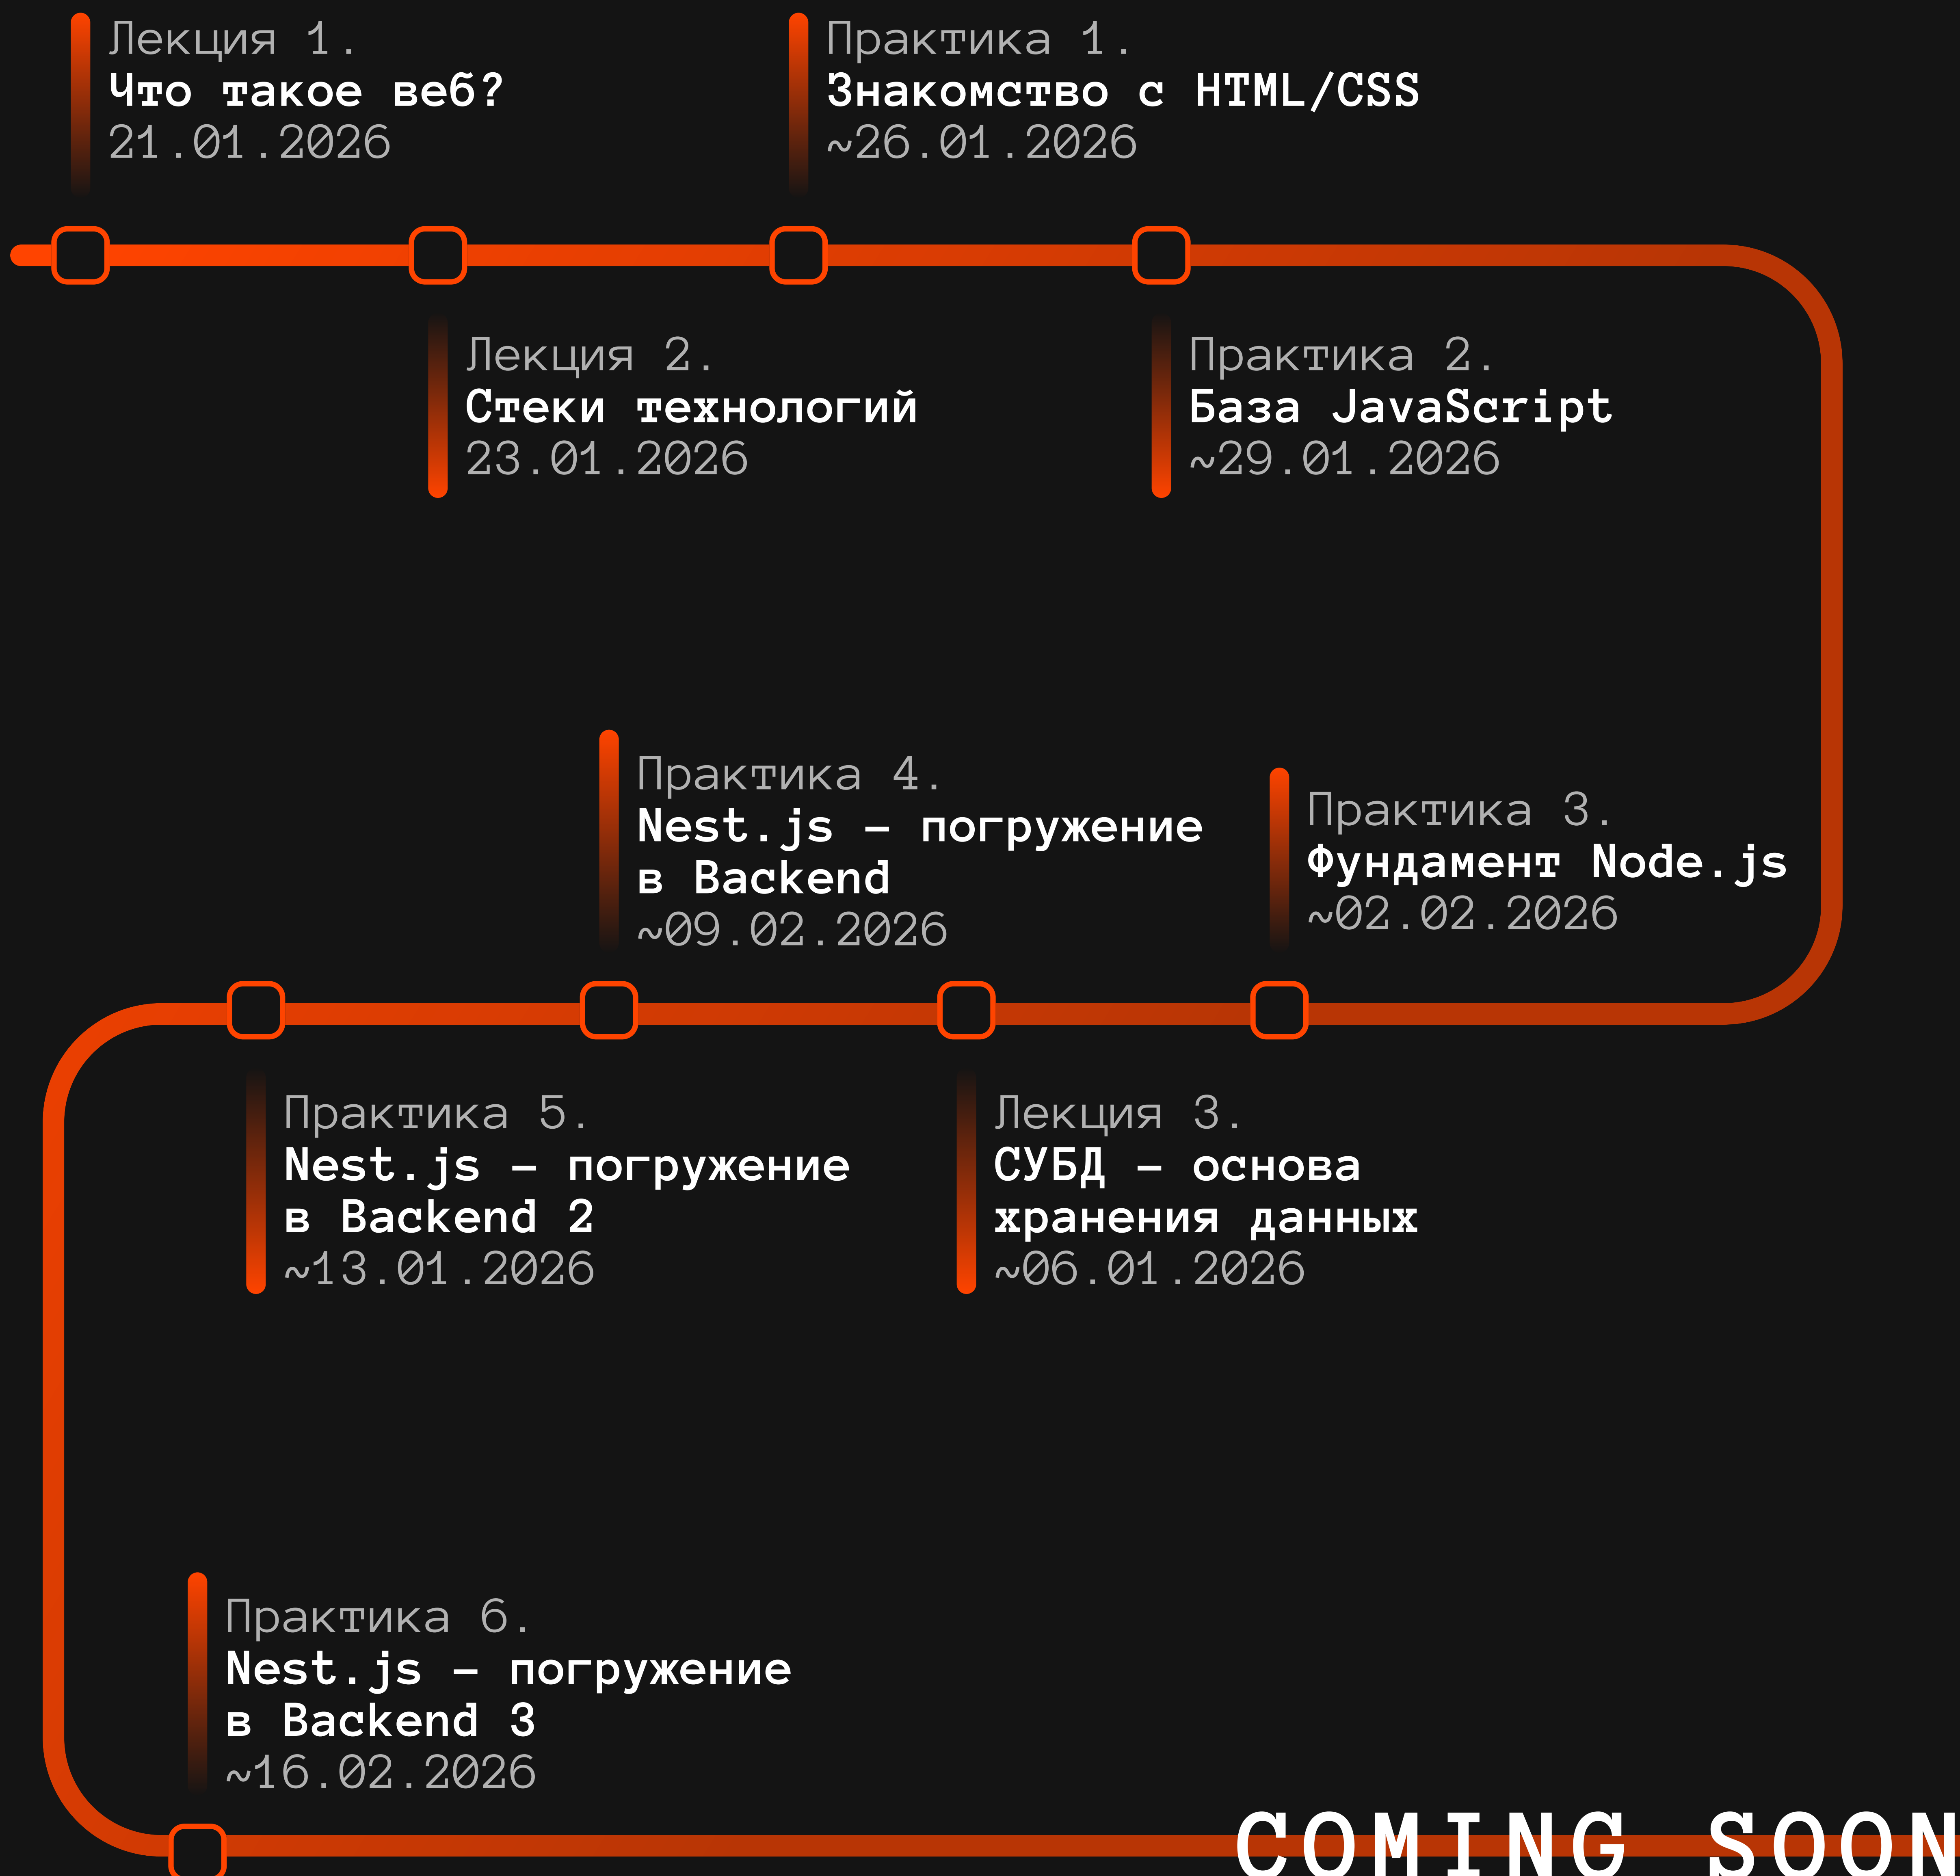 Лекция 1.
Что такое веб?
21.01.2026
Практика 1.
Знакомство с HTML/CSS
~26.01.2026
Лекция 2.
Стеки технологий
23.01.2026
Практика 2.
База JavaScript
~29.01.2026
Практика 4.
Nest.js – погружение
в Backend
~09.02.2026
Практика 3.
Фундамент Node.js
~02.02.2026
Практика 5.
Nest.js – погружение
в Backend 2
~13.01.2026
Лекция 3.
СУБД – основа
хранения данных
~06.01.2026
Практика 6.
Nest.js – погружение
в Backend 3
~16.02.2026
COMING SOON